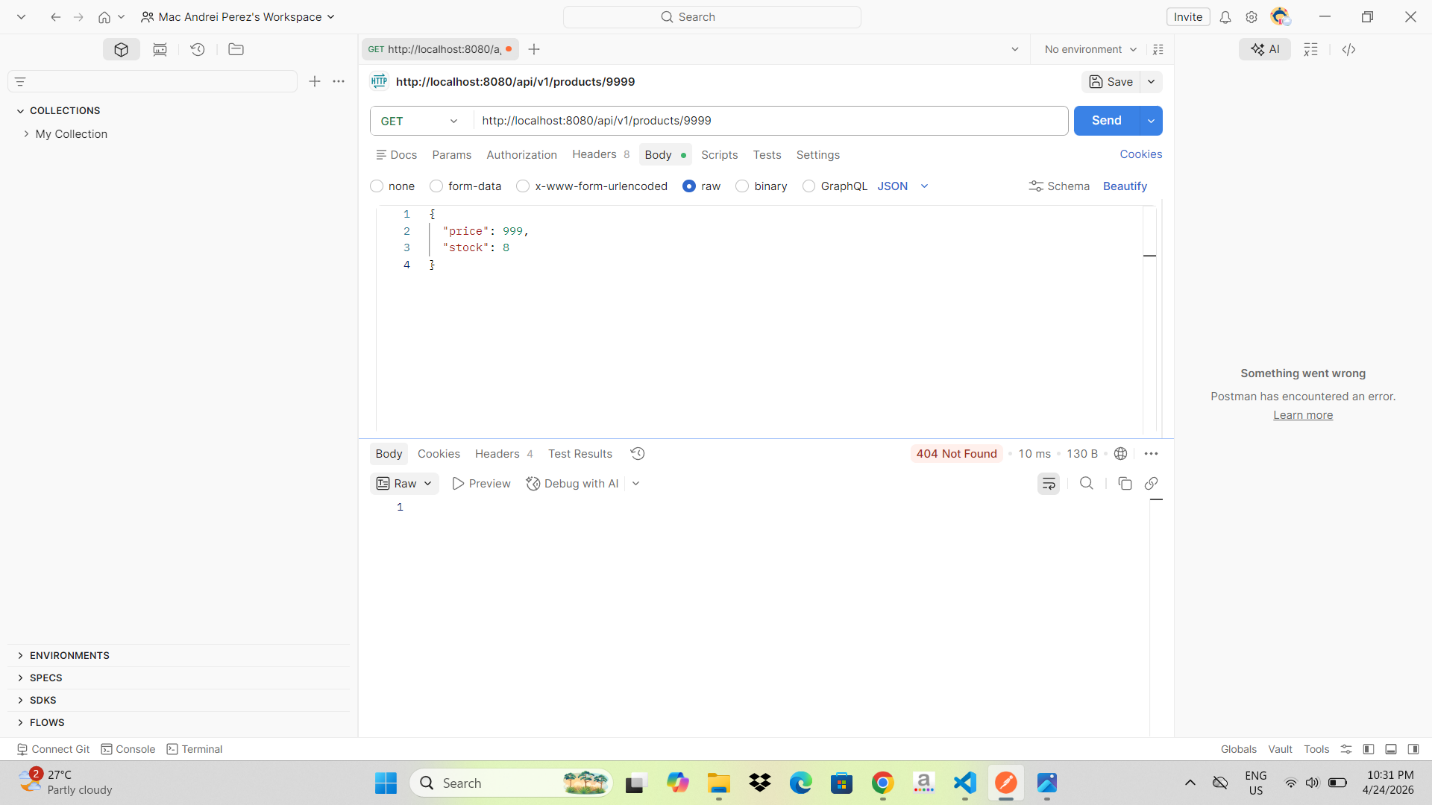 Mac Andrei Perez's Workspace
Search
Invite
GET http://localhost:8080/a
No environment
AI
HTTP http://localhost:8080/api/v1/products/9999
Save
COLLECTIONS
My Collection
GET
http://localhost:8080/api/v1/products/9999
Send
Docs
Params
Authorization
Headers 8
Body
Scripts
Tests
Settings
Cookies
none
form-data
x-www-form-urlencoded
raw
binary
GraphQL
JSON
Schema
Beautify
1 {
2 "price": 999,
3 "stock": 8
4 }
Something went wrong
Postman has encountered an error.
Learn more
Body
Cookies
Headers 4
Test Results
404 Not Found
10 ms
130 B
Raw
Preview
Debug with AI
1
ENVIRONMENTS
SPECS
SDKS
FLOWS
Connect Git
Console
Terminal
Globals
Vault
Tools
2
27°C
Partly cloudy
Search
a
ENG
US
10:31 PM
4/24/2026